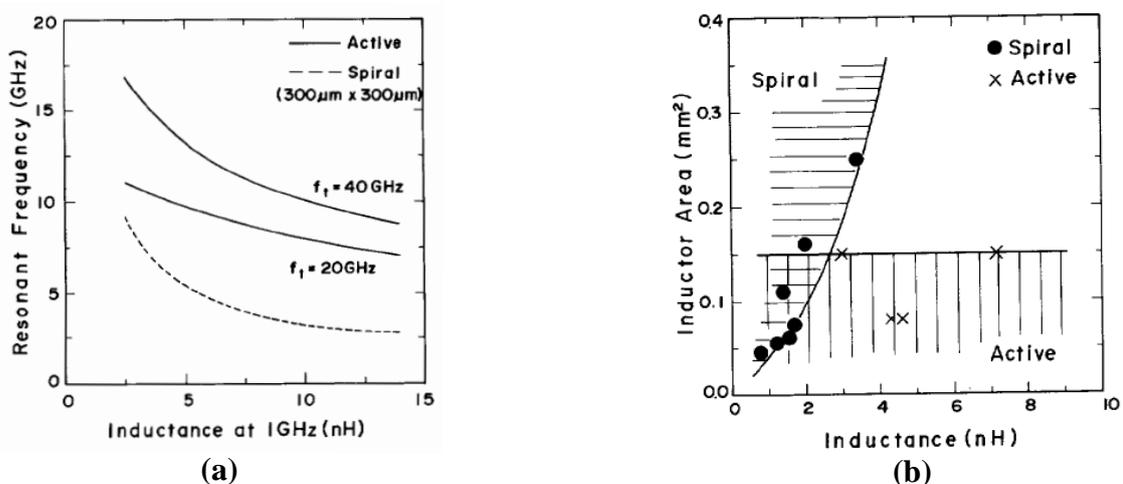 20
15
10
5
0
Resonant Frequency (GHz)
Active
Spiral
(300μm x 300μm)
f_t = 40GHz
f_t = 20GHz
0
5
10
15
Inductance at 1GHz (nH)
(a)
0.4
0.3
0.2
0.1
0.0
Inductor Area (mm²)
Spiral
Spiral
Active
Active
0
2
4
6
8
10
Inductance (nH)
(b)